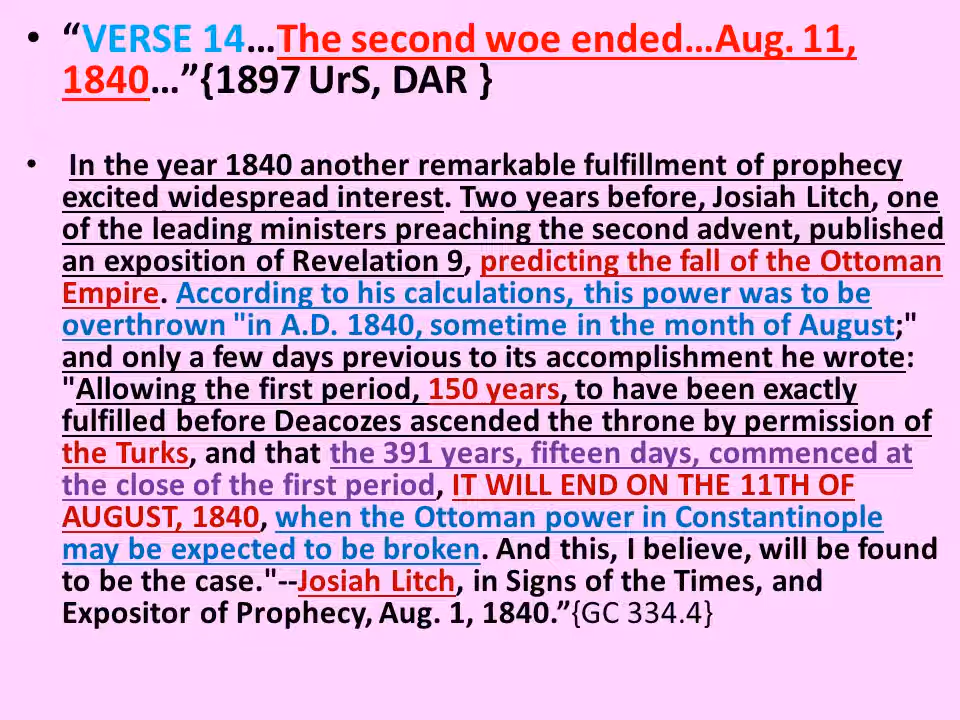 • “VERSE 14…The second woe ended…Aug. 11,
1840…”{1897 UrS, DAR }
• In the year 1840 another remarkable fulfillment of prophecy
excited widespread interest. Two years before, Josiah Litch, one
of the leading ministers preaching the second advent, published
an exposition of Revelation 9, predicting the fall of the Ottoman
Empire. According to his calculations, this power was to be
overthrown "in A.D. 1840, sometime in the month of August;"
and only a few days previous to its accomplishment he wrote:
"Allowing the first period, 150 years, to have been exactly
fulfilled before Deacozes ascended the throne by permission of
the Turks, and that the 391 years, fifteen days, commenced at
the close of the first period, IT WILL END ON THE 11TH OF
AUGUST, 1840, when the Ottoman power in Constantinople
may be expected to be broken. And this, I believe, will be found
to be the case."--Josiah Litch, in Signs of the Times, and
Expositor of Prophecy, Aug. 1, 1840.”{GC 334.4}